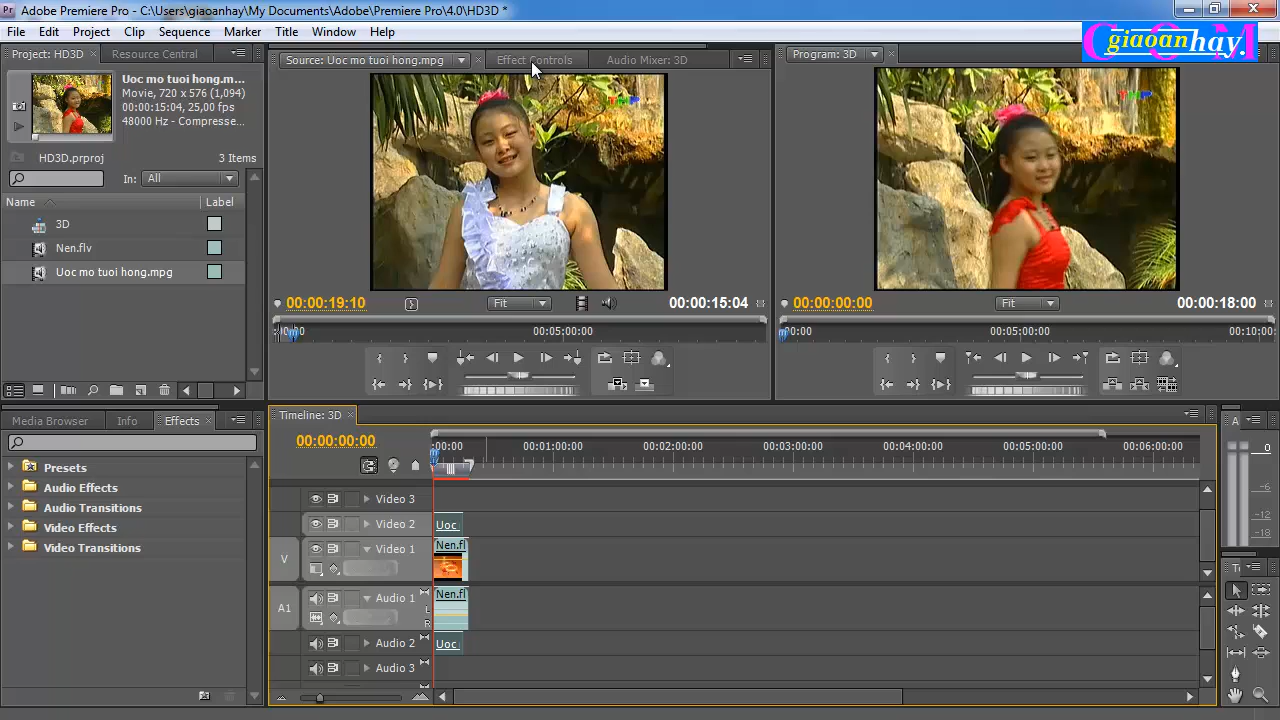 Adobe Premiere Pro - C:\Users\giaoanhay\My Documents\Adobe\Premiere Pro\4.0\HD3D *
File Edit Project Clip Sequence Marker Title Window Help
giaoanhay.
Project: HD3D
Resource Central
Source: Uoc mo tuoi hong.mpg
Effect Controls
Audio Mixer: 3D
Program: 3D
Uoc mo tuoi hong.m...
Movie, 720 x 576 (1,094)
00:00:15:04, 25,00 fps
48000 Hz - Compresse...
HD3D.prproj
3 Items
In: All
Name Label
3D
Nen.flv
Uoc mo tuoi hong.mpg
00:00:19:10
Fit
00:00:15:04
00:00:00:00
Fit
00:00:18:00
00:05:00:00
00:00
00:05:00:00
00:10:0
Media Browser
Info
Effects
Presets
Audio Effects
Audio Transitions
Video Effects
Video Transitions
Timeline: 3D
00:00:00:00
:00:00 00:01:00:00 00:02:00:00 00:03:00:00 00:04:00:00 00:05:00:00 00:06:00:00
Video 3
Video 2
Uoc
V
Video 1
Nen.fl
A1
Audio 1
L
R
Nen.fl
Audio 2
Uoc
Audio 3
A
0
-6
-12
-18